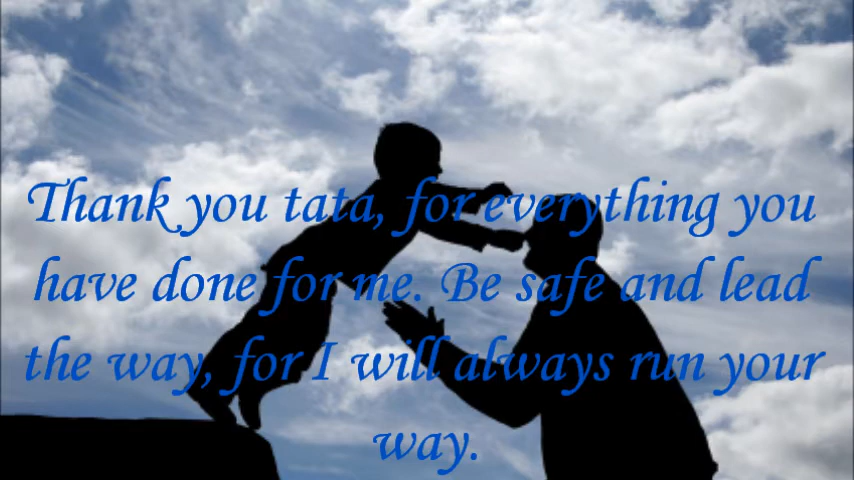 Thank you tata, for everything you
have done for me. Be safe and lead
the way, for I will always run your
way.